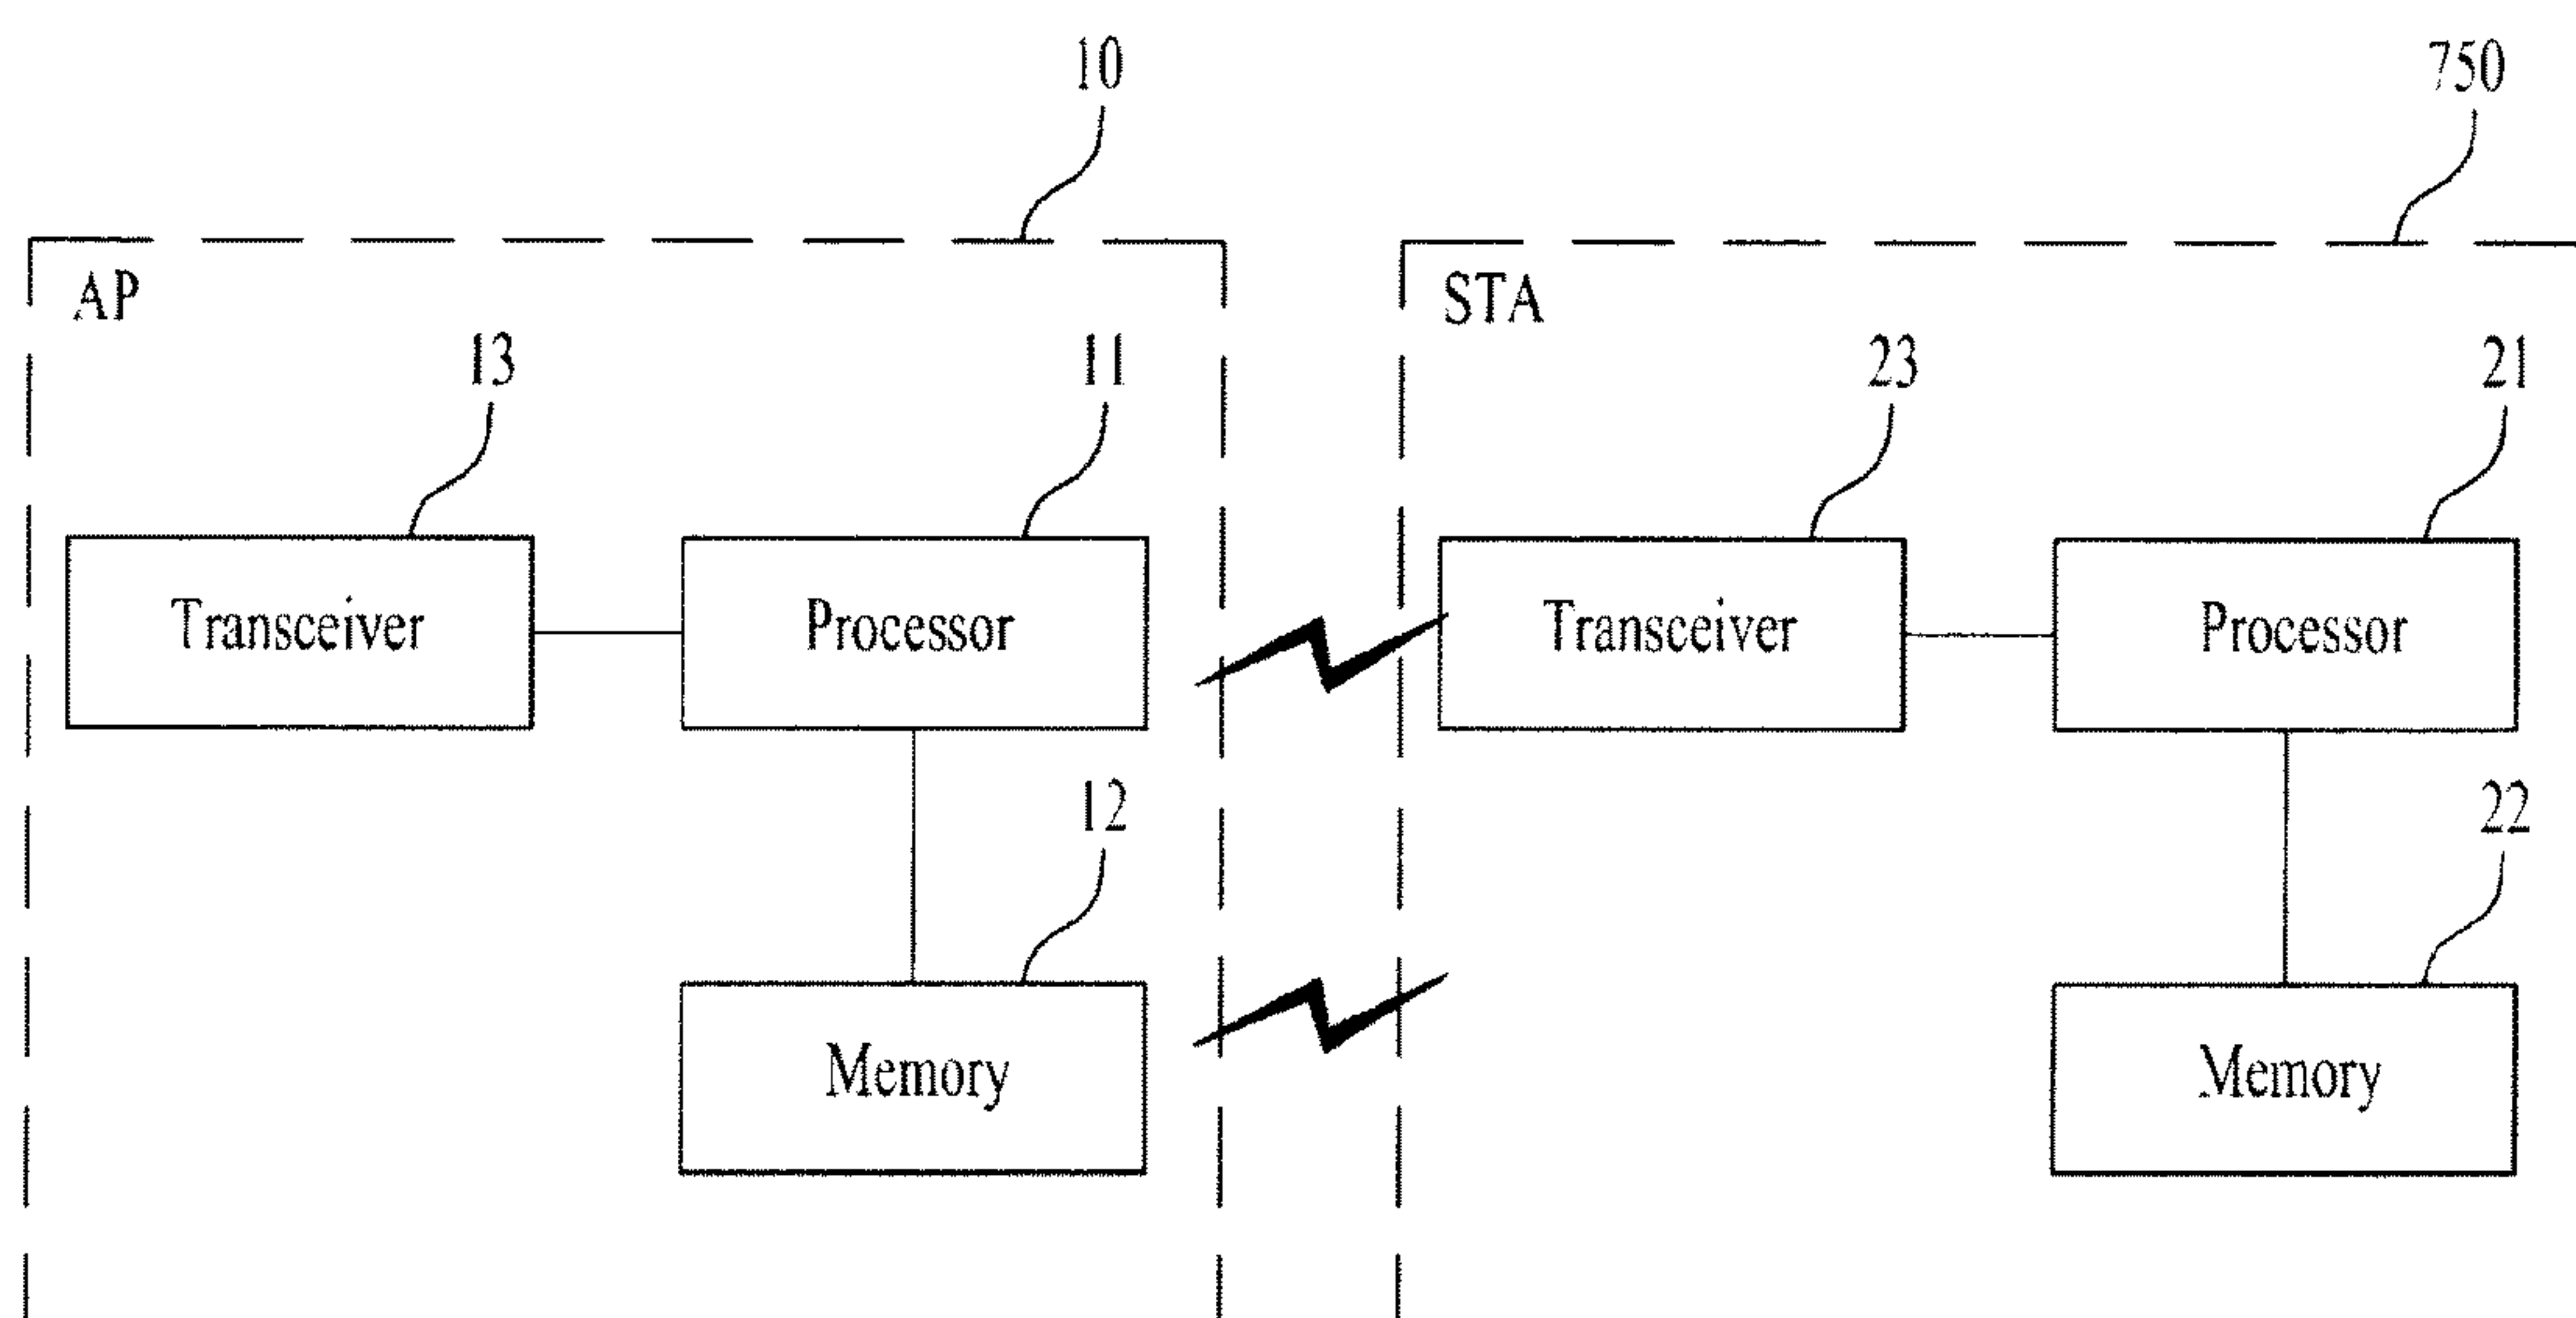 10
750
AP
STA
13
11
23
21
Transceiver
Processor
Transceiver
Processor
12
22
Memory
Memory